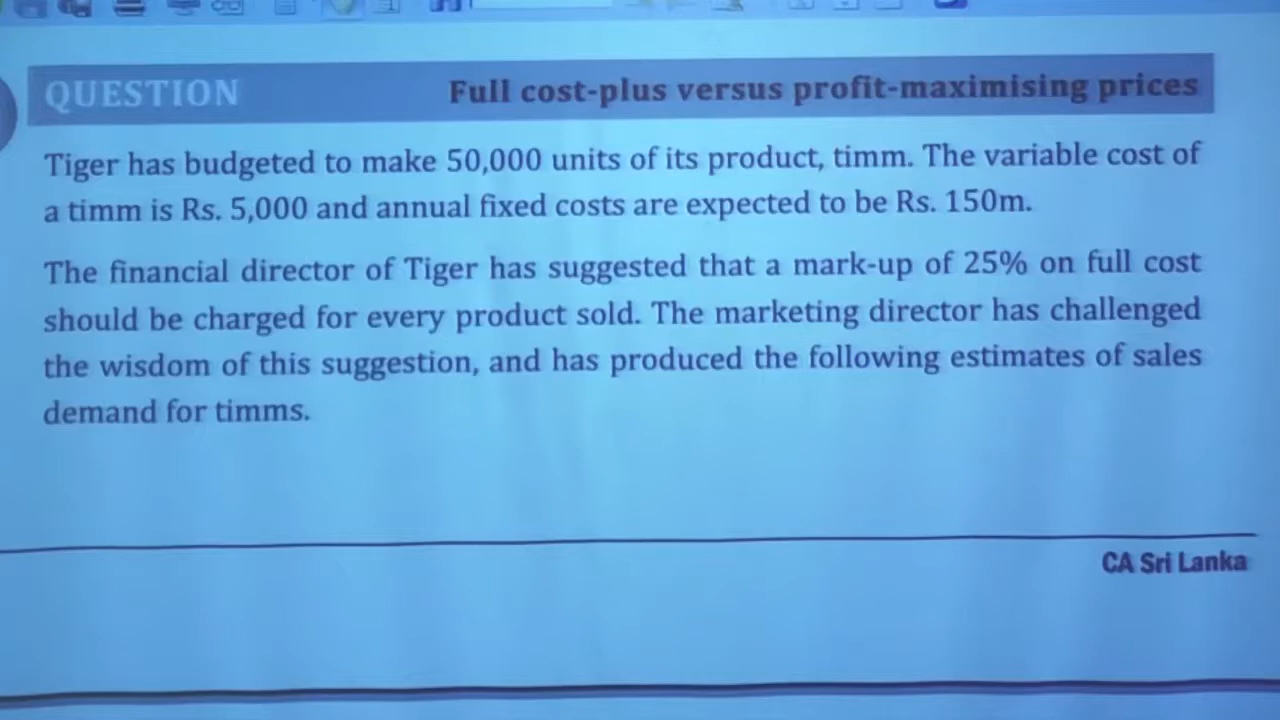 QUESTION Full cost-plus versus profit-maximising prices
Tiger has budgeted to make 50,000 units of its product, timm. The variable cost of
a timm is Rs. 5,000 and annual fixed costs are expected to be Rs. 150m.
The financial director of Tiger has suggested that a mark-up of 25% on full cost
should be charged for every product sold. The marketing director has challenged
the wisdom of this suggestion, and has produced the following estimates of sales
demand for timms.
CA Sri Lanka